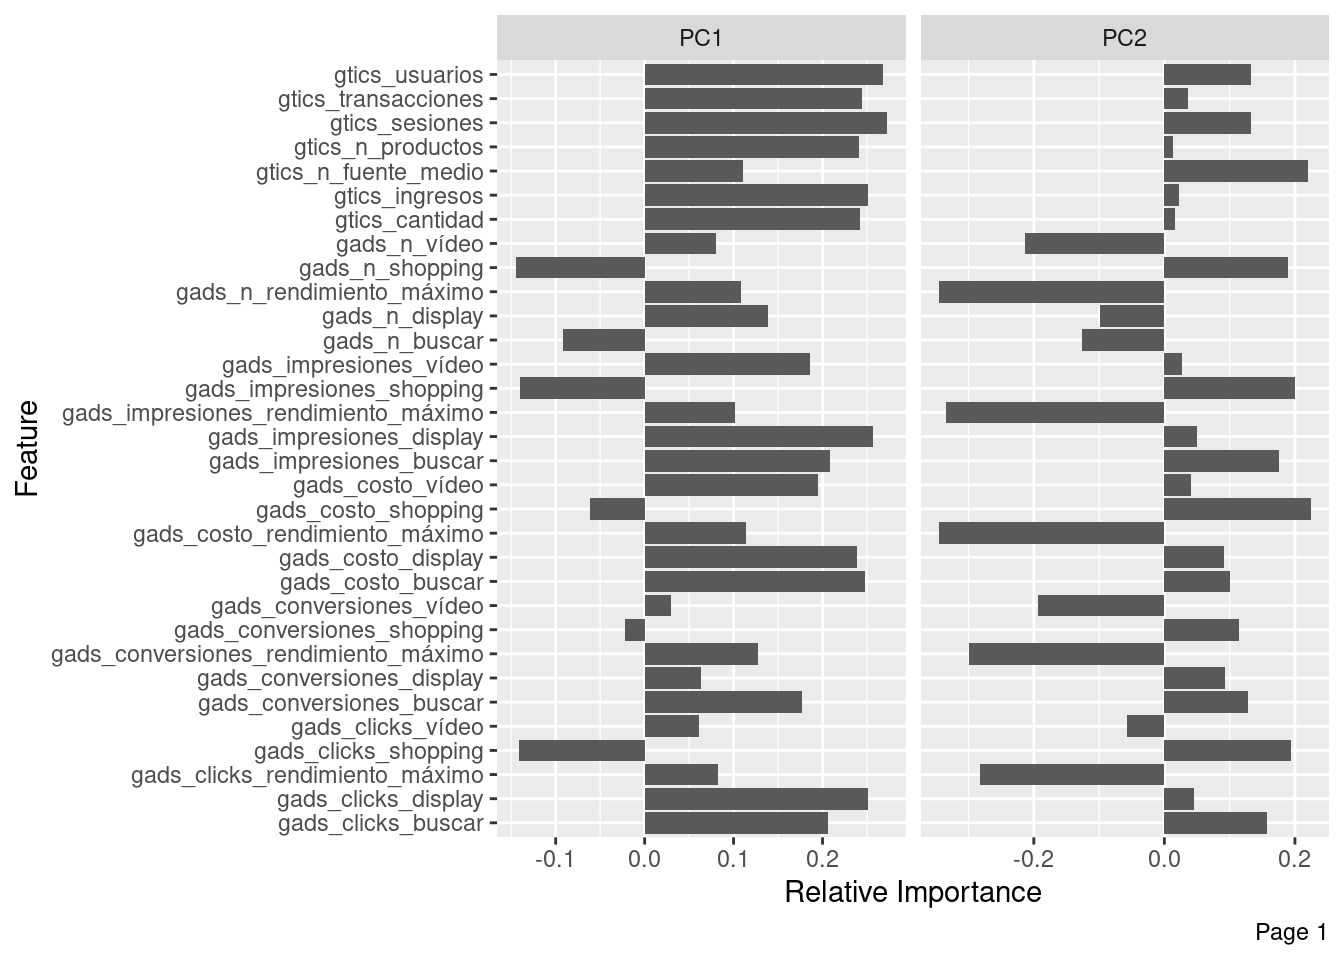 PC1 PC2
gtics_usuarios
gtics_transacciones
gtics_sesiones
gtics_n_productos
gtics_n_fuente_medio
gtics_ingresos
gtics_cantidad
gads_n_vídeo
gads_n_shopping
gads_n_rendimiento_máximo
gads_n_display
gads_n_buscar
gads_impresiones_vídeo
gads_impresiones_shopping
gads_impresiones_rendimiento_máximo
gads_impresiones_display
gads_impresiones_buscar
gads_costo_vídeo
gads_costo_shopping
gads_costo_rendimiento_máximo
gads_costo_display
gads_costo_buscar
gads_conversiones_vídeo
gads_conversiones_shopping
gads_conversiones_rendimiento_máximo
gads_conversiones_display
gads_conversiones_buscar
gads_clicks_vídeo
gads_clicks_shopping
gads_clicks_rendimiento_máximo
gads_clicks_display
gads_clicks_buscar
Feature
-0.1 0.0 0.1 0.2 -0.2 0.0 0.2
Relative Importance
Page 1